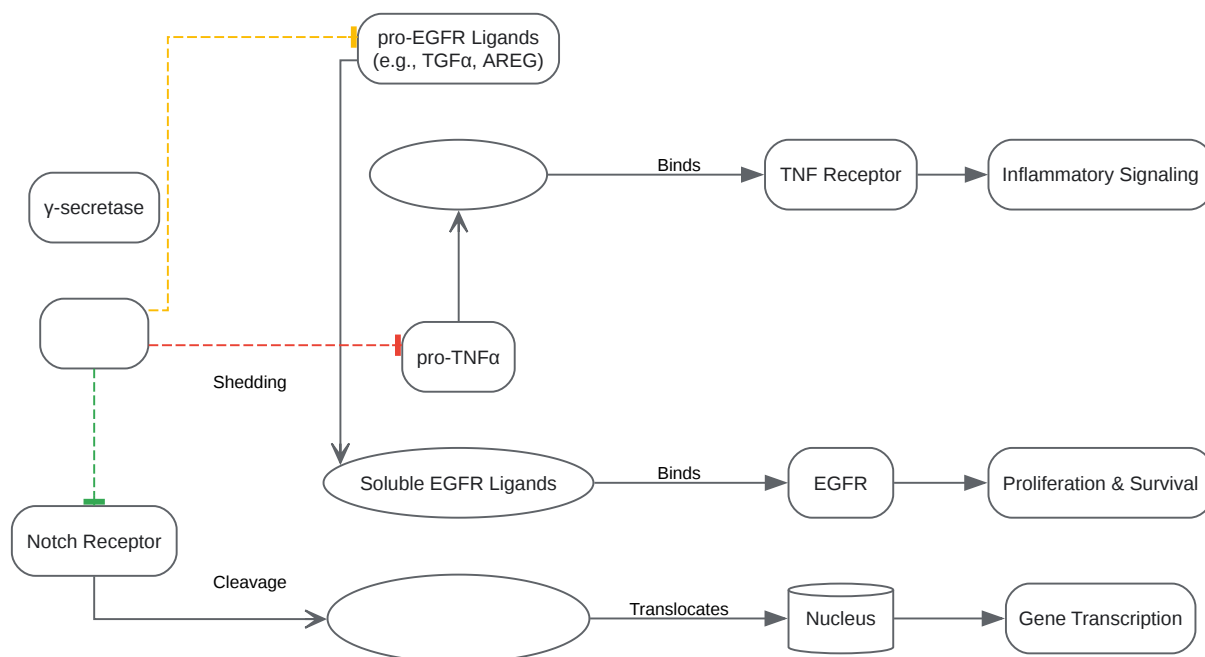 pro-EGFR Ligands
(e.g., TGFα, AREG)
Binds
TNF Receptor
Inflammatory Signaling
γ-secretase
pro-TNFα
Shedding
Soluble EGFR Ligands
Binds
EGFR
Proliferation & Survival
Notch Receptor
Cleavage
Translocates
Nucleus
Gene Transcription